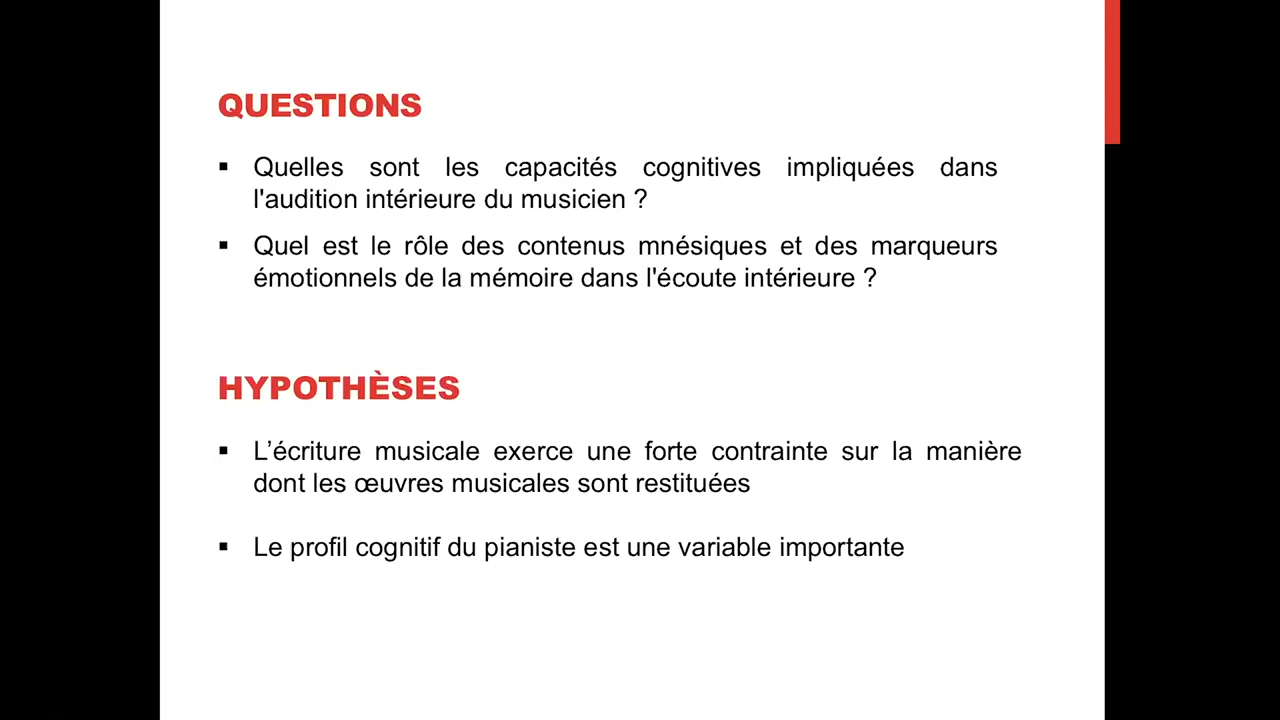 QUESTIONS
▪ Quelles sont les capacités cognitives impliquées dans
l'audition intérieure du musicien ?
▪ Quel est le rôle des contenus mnésiques et des marqueurs
émotionnels de la mémoire dans l'écoute intérieure ?
HYPOTHÈSES
▪ L’écriture musicale exerce une forte contrainte sur la manière
dont les œuvres musicales sont restituées
▪ Le profil cognitif du pianiste est une variable importante